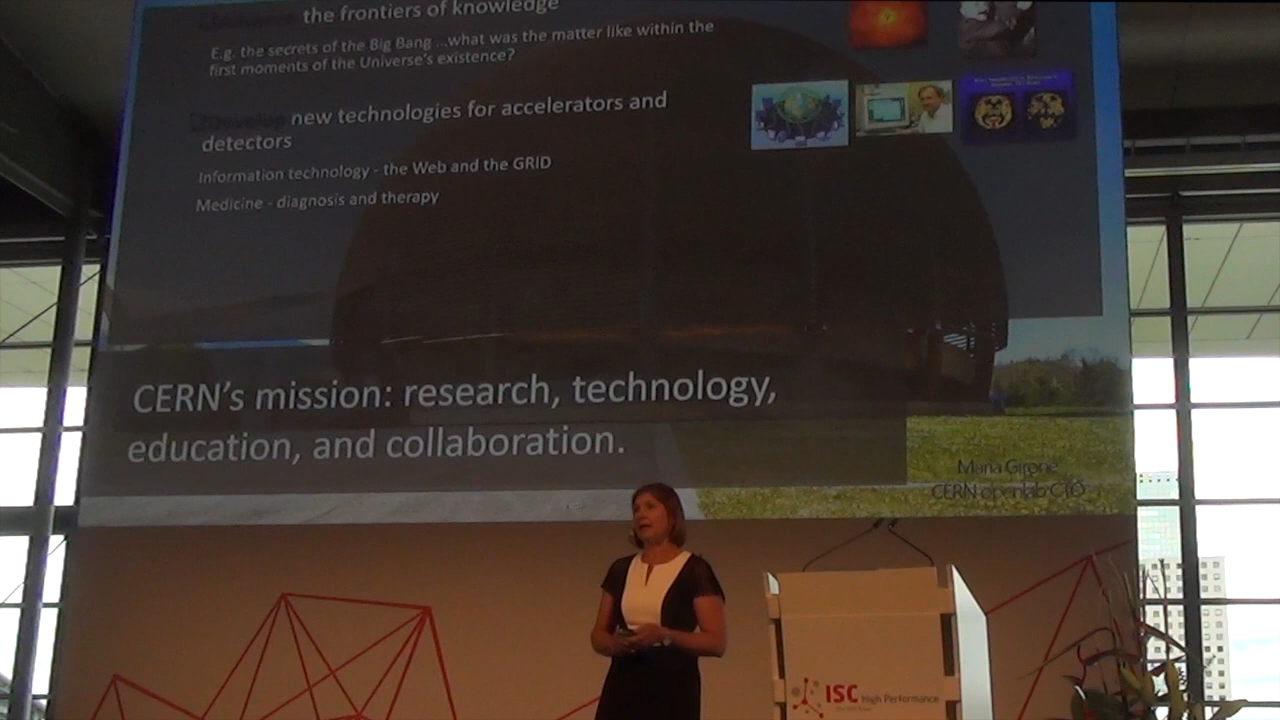 the frontiers of knowledge
E.g. the secrets of the Big Bang ...what was the matter like within the
first moments of the Universe's existence?
Develop new technologies for accelerators and
detectors
Information technology - the Web and the GRID
Medicine - diagnosis and therapy
CERN's mission: research, technology,
education, and collaboration.
Maria Girone
CERN openlab CTO
ISC High Performance